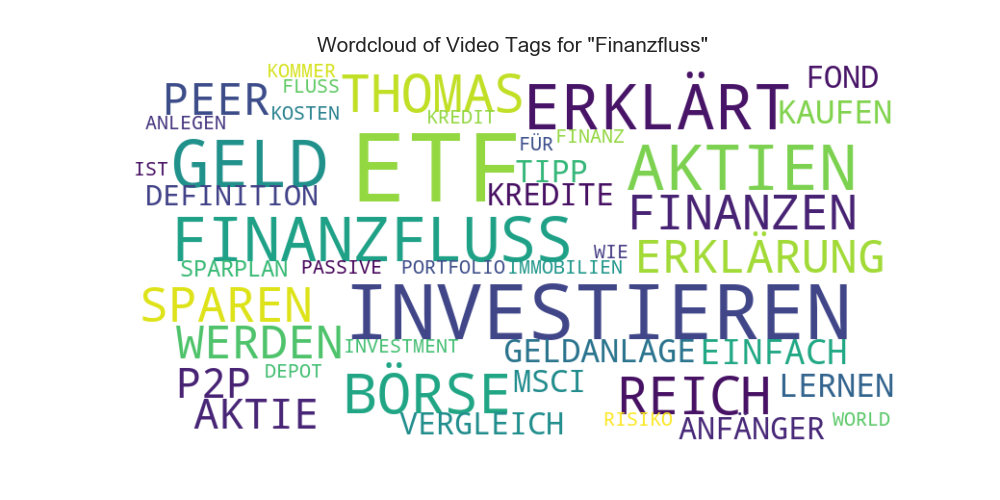 Wordcloud of Video Tags for "Finanzfluss"
KOMMER
FLUSS
PEER
THOMAS
ERKLÄRT
FOND
KAUFEN
KOSTEN
KREDIT
ANLEGEN
FÜR
FINANZ
IST
GELD
ETF
TIPP
AKTIEN
DEFINITION
KREDITE
FINANZEN
FINANZFLUSS
WIE
ERKLÄRUNG
SPARPLAN
PASSIVE
PORTFOLIO
IMMOBILIEN
SPAREN
INVESTIEREN
WERDEN
INVESTMENT
GELDANLAGE
EINFACH
P2P
DEPOT
BÖRSE
MSCI
REICH
LERNEN
AKTIE
VERGLEICH
RISIKO
ANFÄNGER
WORLD